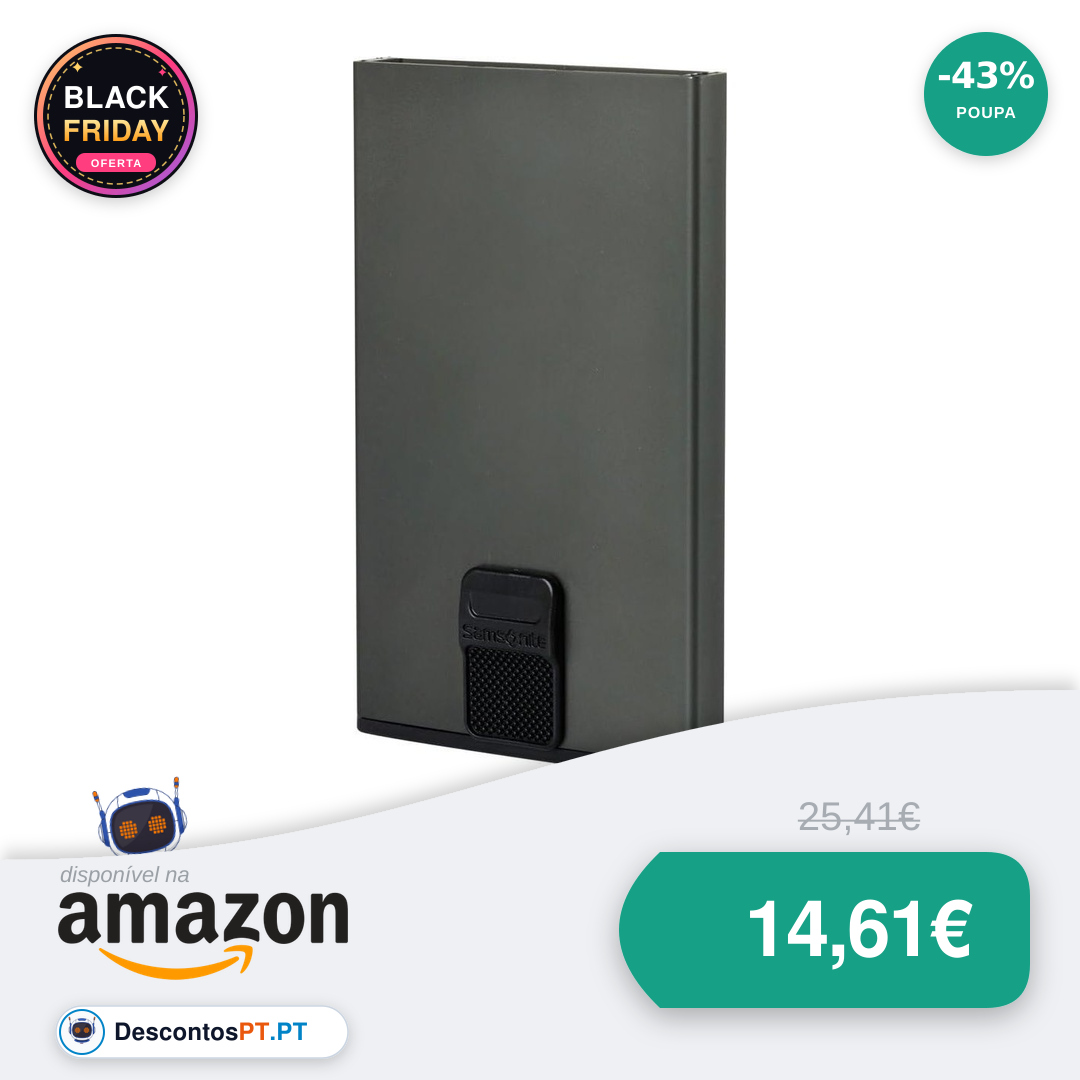 BLACK
FRIDAY
OFERTA
-43%
POUPA
Samsonite
25,41€
14,61€
disponível na
amazon
DescontosPT.PT